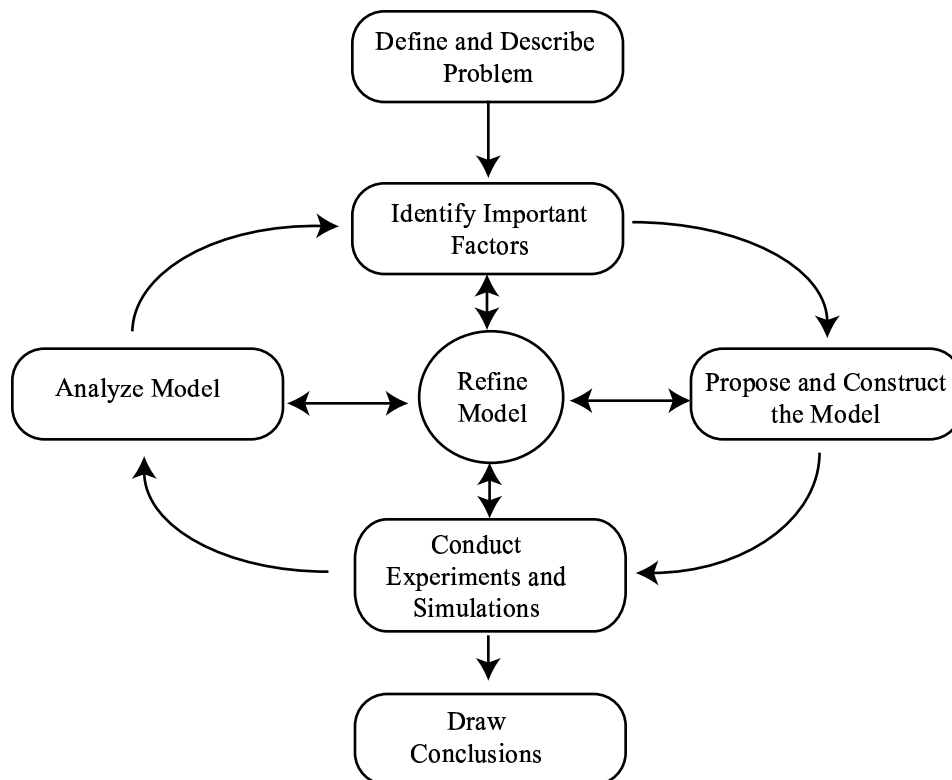 Define and Describe
Problem
Identify Important
Factors
Analyze Model
Refine
Model
Propose and Construct
the Model
Conduct
Experiments and
Simulations
Draw
Conclusions